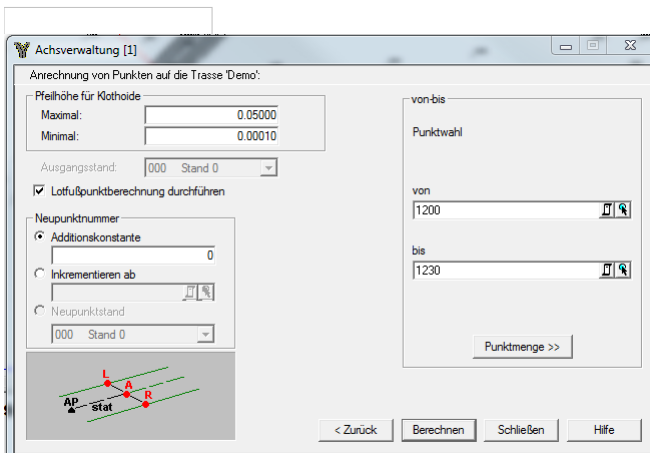 Achsverwaltung [1]
Anrechnung von Punkten auf die Trasse 'Demo':
Pfeilhöhe für Klothoide
Maximal: 0.05000
Minimal: 0.00010
Ausgangsstand: 000 Stand 0
Lotfußpunktberechnung durchführen
Neupunktnummer
Additionskonstante
0
Inkrementieren ab
Neupunktstand
000 Stand 0
L
A
R
AP
stat
von-bis
Punktwahl
von
1200
bis
1230
Punktmenge >>
< Zurück Berechnen Schließen Hilfe